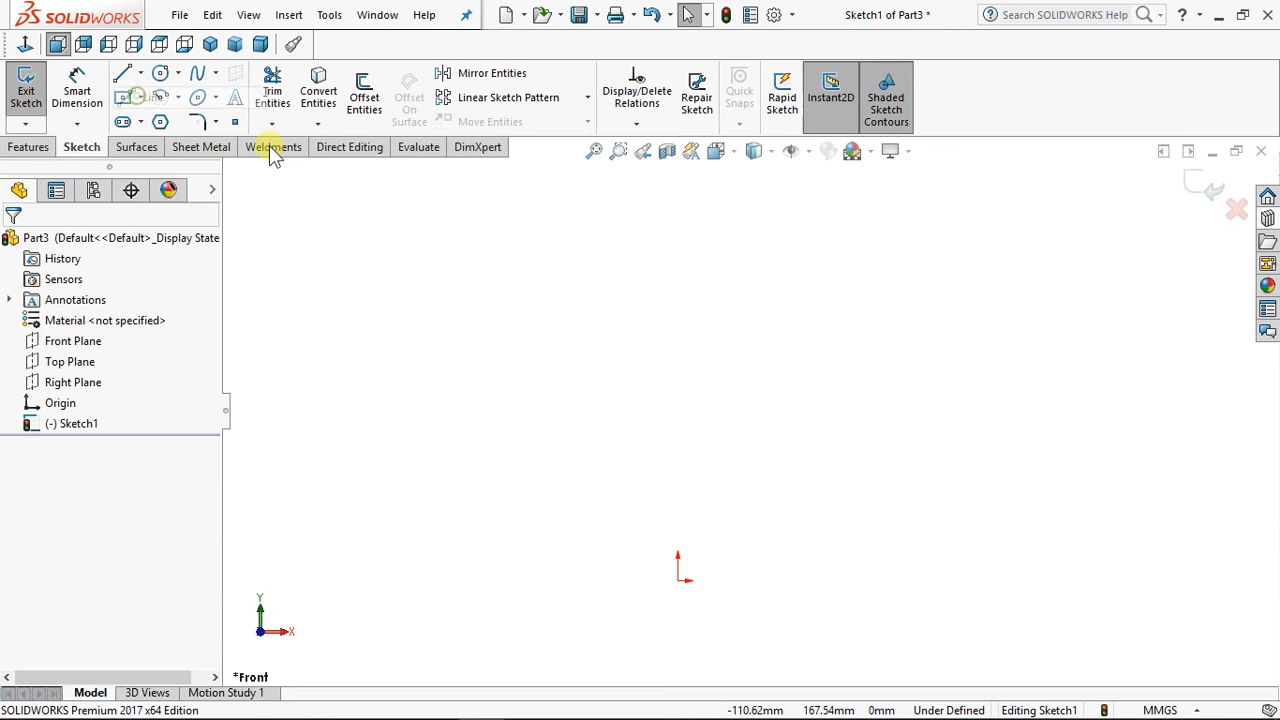 SOLIDWORKS File Edit View Insert Tools Window Help Sketch1 of Part3 * Search SOLIDWORKS Help ?
Exit Sketch
Smart Dimension
Trim Entities
Convert Entities
Offset Entities
Offset On Surface
Mirror Entities
Linear Sketch Pattern
Move Entities
Display/Delete Relations
Repair Sketch
Quick Snaps
Rapid Sketch
Instant2D
Shaded Sketch Contours
Features Sketch Surfaces Sheet Metal Weldments Direct Editing Evaluate DimXpert
Part3 (Default<<Default>_Display State
History
Sensors
Annotations
Material <not specified>
Front Plane
Top Plane
Right Plane
Origin
(-) Sketch1
Y
X
*Front
Model 3D Views Motion Study 1
SOLIDWORKS Premium 2017 x64 Edition -110.62mm 167.54mm 0mm Under Defined Editing Sketch1 MMGS